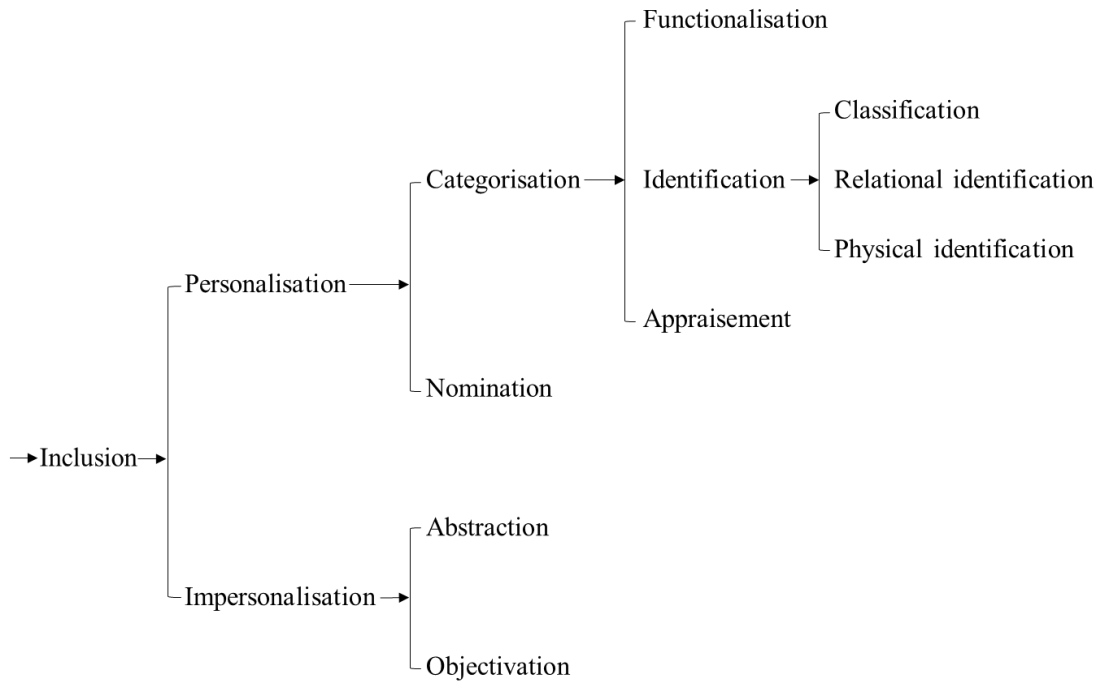 Functionalisation
Classification
Categorisation
Identification
Relational identification
Physical identification
Personalisation
Appraisement
Nomination
Inclusion
Abstraction
Impersonalisation
Objectivation